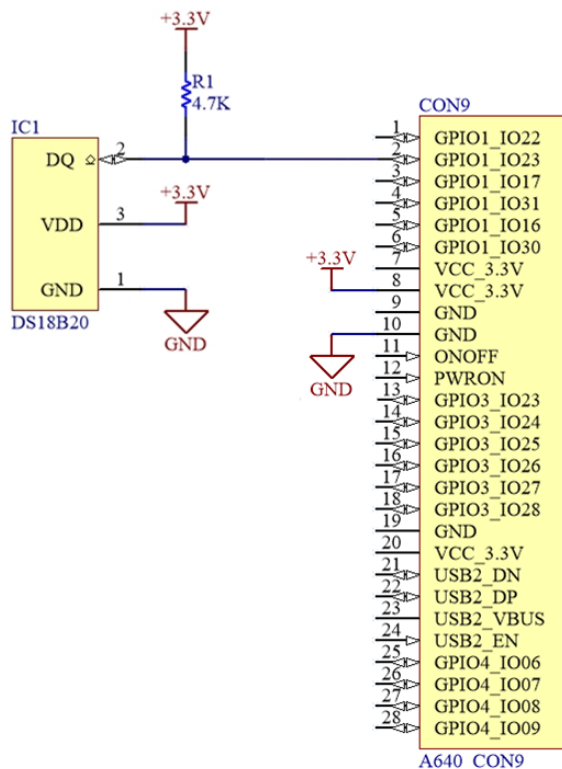 +3.3V
R1
4.7K
IC1
DQ
2
VDD
3
+3.3V
GND
1
DS18B20
GND
CON9
1 GPIO1_IO22
2 GPIO1_IO23
3 GPIO1_IO17
4 GPIO1_IO31
5 GPIO1_IO16
6 GPIO1_IO30
7 VCC_3.3V
+3.3V
8 VCC_3.3V
9 GND
10 GND
GND
11 ONOFF
12 PWRON
13 GPIO3_IO23
14 GPIO3_IO24
15 GPIO3_IO25
16 GPIO3_IO26
17 GPIO3_IO27
18 GPIO3_IO28
19 GND
20 VCC_3.3V
21 USB2_DN
22 USB2_DP
23 USB2_VBUS
24 USB2_EN
25 GPIO4_IO06
26 GPIO4_IO07
27 GPIO4_IO08
28 GPIO4_IO09
A640_CON9